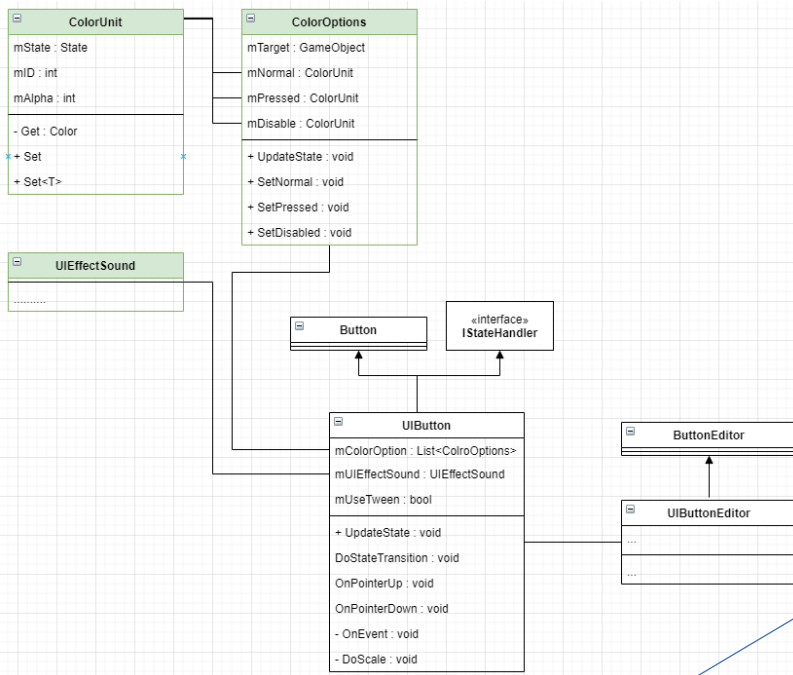 ColorUnit
mState : State
mID : int
mAlpha : int
- Get : Color
+ Set
+ Set<T>
ColorOptions
mTarget : GameObject
mNormal : ColorUnit
mPressed : ColorUnit
mDisable : ColorUnit
+ UpdateState : void
+ SetNormal : void
+ SetPressed : void
+ SetDisabled : void
UIEffectSound
..........
Button
«interface»
IStateHandler
UIButton
mColorOption : List<ColroOptions>
mUIEffectSound : UIEffectSound
mUseTween : bool
+ UpdateState : void
DoStateTransition : void
OnPointerUp : void
OnPointerDown : void
- OnEvent : void
- DoScale : void
ButtonEditor
UIButtonEditor
...
...